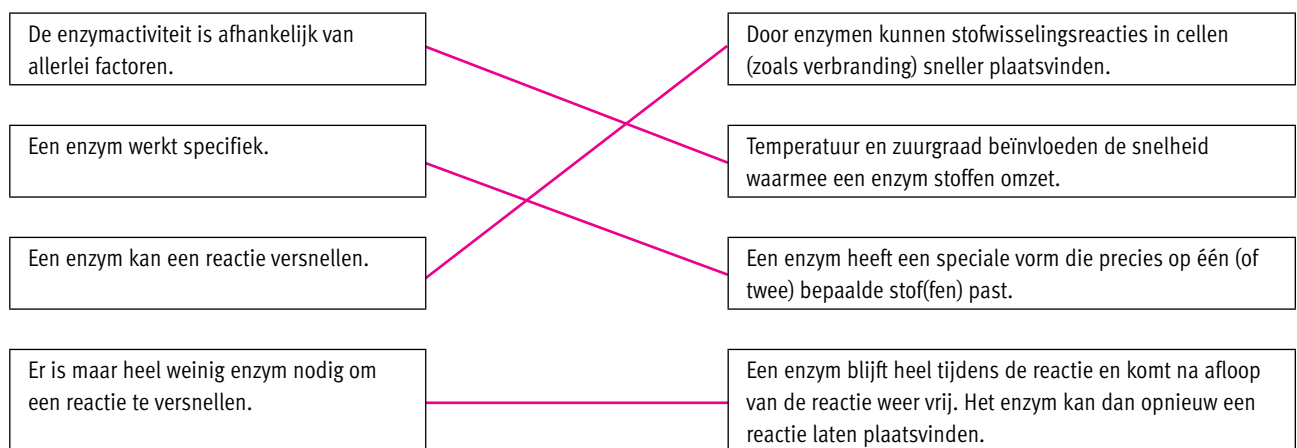 De enzymactiviteit is afhankelijk van
allerlei factoren.
Door enzymen kunnen stofwisselingsreacties in cellen
(zoals verbranding) sneller plaatsvinden.
Een enzym werkt specifiek.
Temperatuur en zuurgraad beïnvloeden de snelheid
waarmee een enzym stoffen omzet.
Een enzym kan een reactie versnellen.
Een enzym heeft een speciale vorm die precies op één (of
twee) bepaalde stof(fen) past.
Er is maar heel weinig enzym nodig om
een reactie te versnellen.
Een enzym blijft heel tijdens de reactie en komt na afloop
van de reactie weer vrij. Het enzym kan dan opnieuw een
reactie laten plaatsvinden.